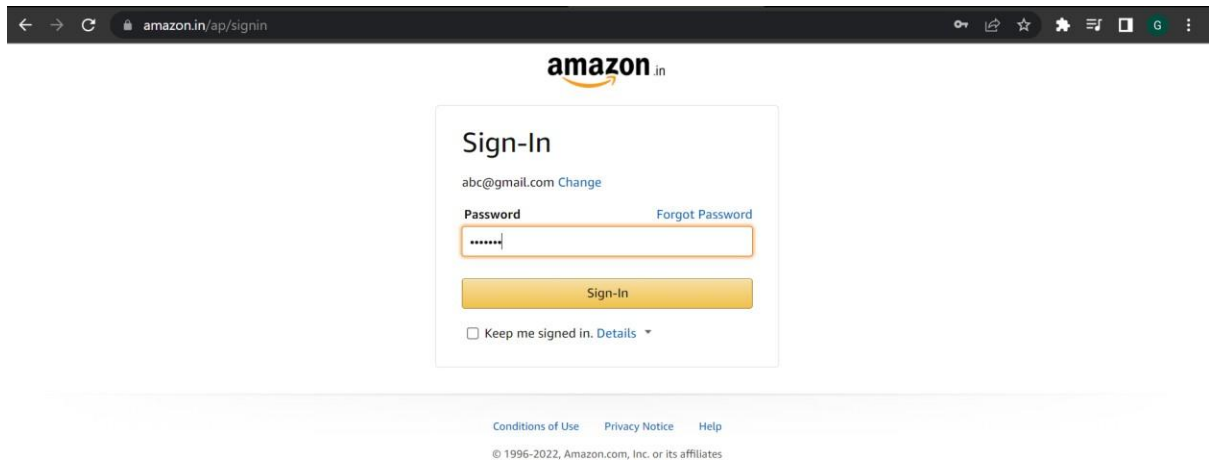 amazon.in/ap/signin
G
amazon.in
Sign-In
abc@gmail.com Change
Password Forgot Password
•••••••
Sign-In
Keep me signed in. Details
Conditions of Use Privacy Notice Help
© 1996-2022, Amazon.com, Inc. or its affiliates